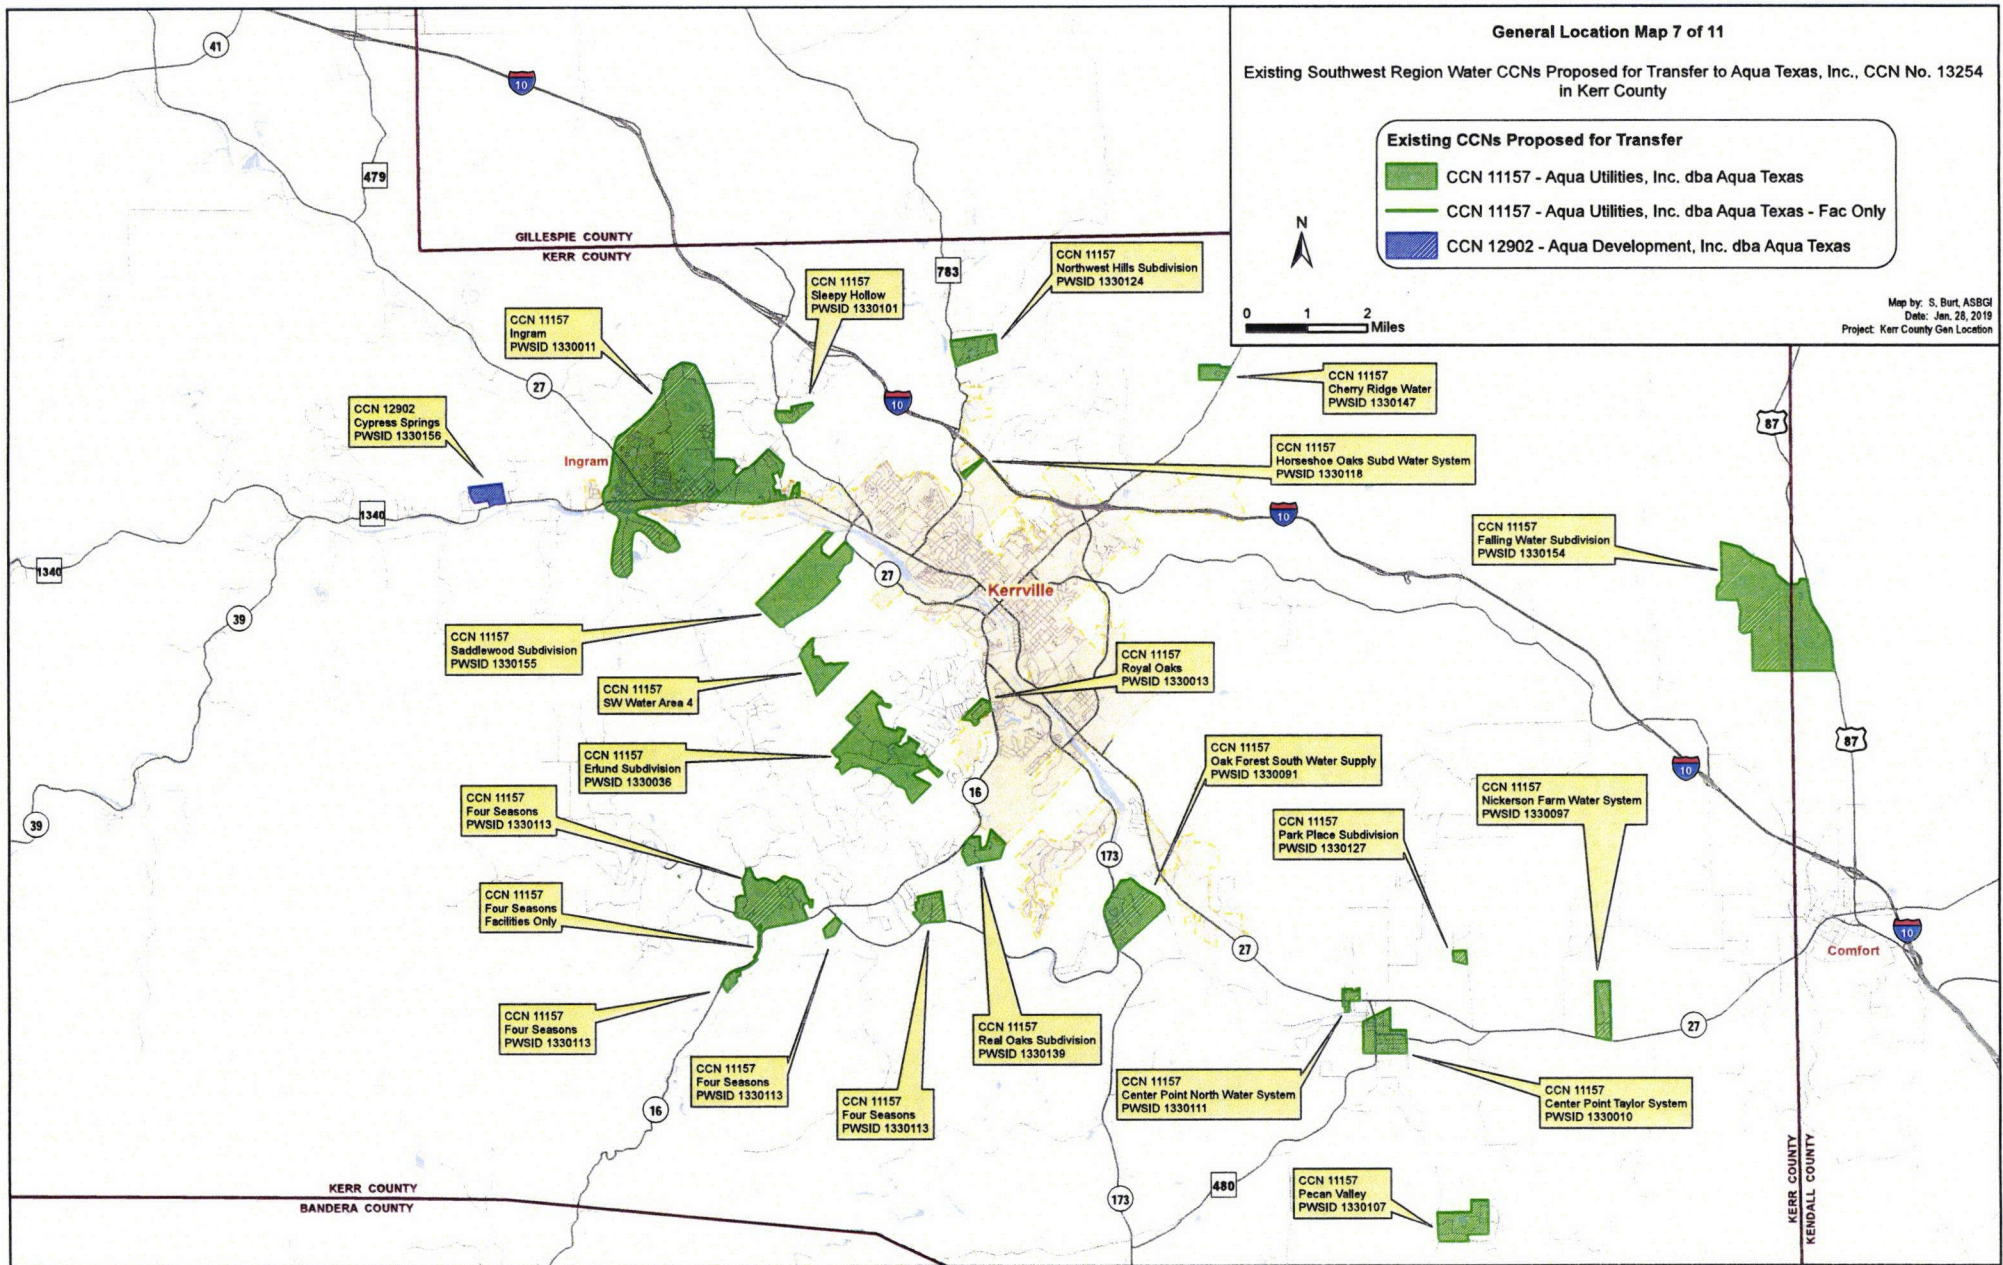 General Location Map 7 of 11
Existing Southwest Region Water CCNs Proposed for Transfer to Aqua Texas, Inc., CCN No. 13254
in Kerr County
Existing CCNs Proposed for Transfer
CCN 11157 - Aqua Utilities, Inc. dba Aqua Texas
CCN 11157 - Aqua Utilities, Inc. dba Aqua Texas - Fac Only
CCN 12902 - Aqua Development, Inc. dba Aqua Texas
N
0 1 2 Miles
Map by: S, Burt, ASBGI
Date: Jan. 28, 2019
Project: Kerr County Gen Location
41
10
479
GILLESPIE COUNTY
KERR COUNTY
783
CCN 11157
Northwest Hills Subdivision
PWSID 1330124
CCN 11157
Sleepy Hollow
PWSID 1330101
CCN 11157
Ingram
PWSID 1330011
27
10
CCN 11157
Cherry Ridge Water
PWSID 1330147
87
CCN 12902
Cypress Springs
PWSID 1330156
Ingram
CCN 11157
Horseshoe Oaks Subd Water System
PWSID 1330118
1340
10
CCN 11157
Falling Water Subdivision
PWSID 1330154
1340
27
Kerrville
39
CCN 11157
Saddlewood Subdivision
PWSID 1330155
CCN 11157
Royal Oaks
PWSID 1330013
CCN 11157
SW Water Area 4
CCN 11157
Erlund Subdivision
PWSID 1330036
CCN 11157
Oak Forest South Water Supply
PWSID 1330091
87
10
16
CCN 11157
Four Seasons
PWSID 1330113
39
CCN 11157
Nickerson Farm Water System
PWSID 1330097
CCN 11157
Park Place Subdivision
PWSID 1330127
173
CCN 11157
Four Seasons
Facilities Only
10
27
Comfort
CCN 11157
Four Seasons
PWSID 1330113
CCN 11157
Real Oaks Subdivision
PWSID 1330139
27
CCN 11157
Four Seasons
PWSID 1330113
CCN 11157
Four Seasons
PWSID 1330113
CCN 11157
Center Point North Water System
PWSID 1330111
CCN 11157
Center Point Taylor System
PWSID 1330010
16
KERR COUNTY
KENDALL COUNTY
KERR COUNTY
BANDERA COUNTY
173
480
CCN 11157
Pecan Valley
PWSID 1330107